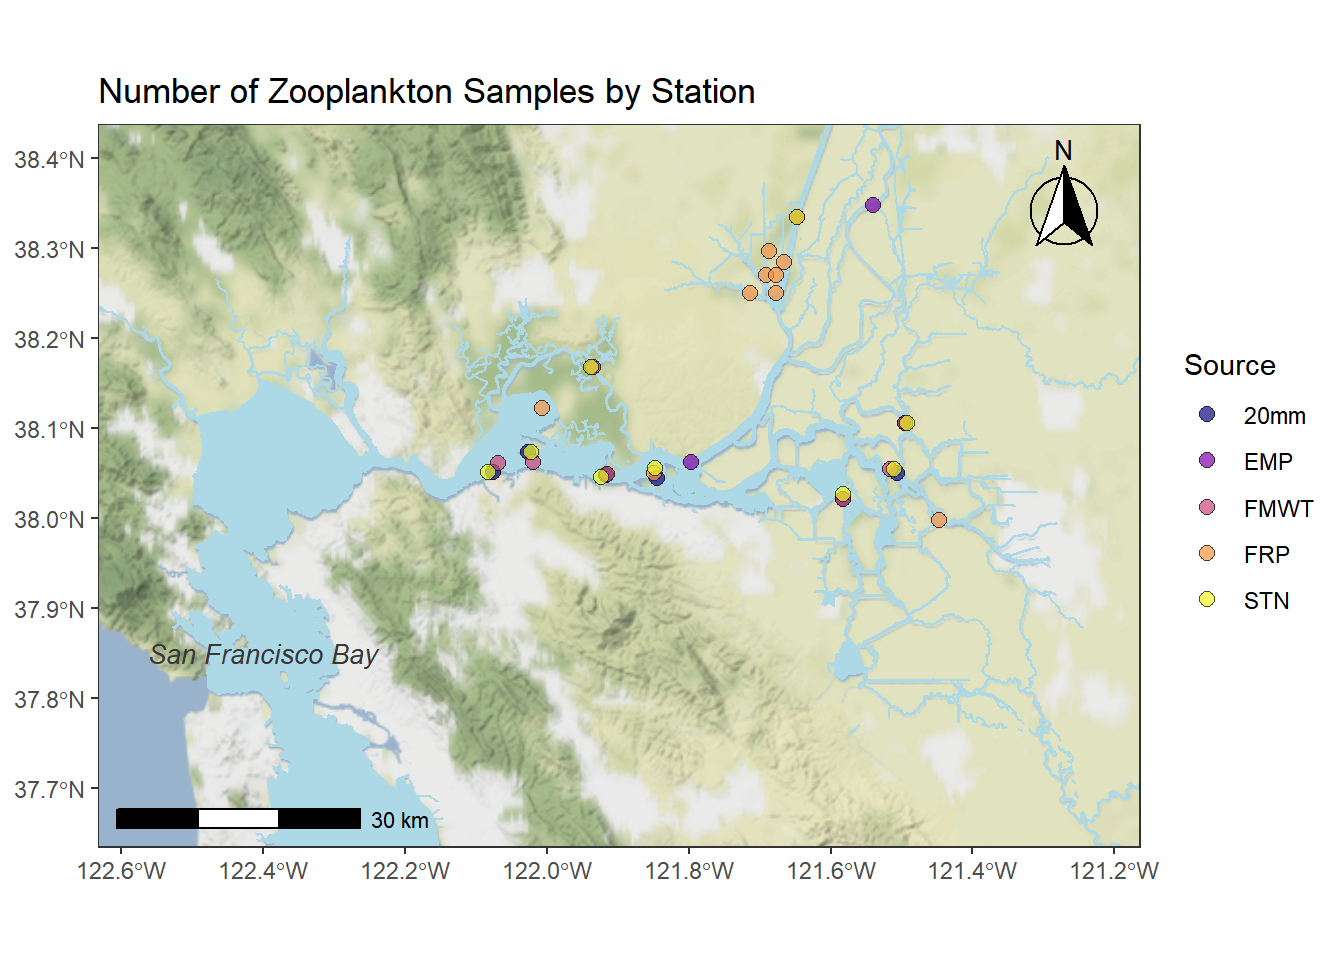 Number of Zooplankton Samples by Station
38.4°N
38.3°N
38.2°N
38.1°N
38.0°N
37.9°N
37.8°N
37.7°N
N
San Francisco Bay
30 km
122.6°W
122.4°W
122.2°W
122.0°W
121.8°W
121.6°W
121.4°W
121.2°W
Source
20mm
EMP
FMWT
FRP
STN